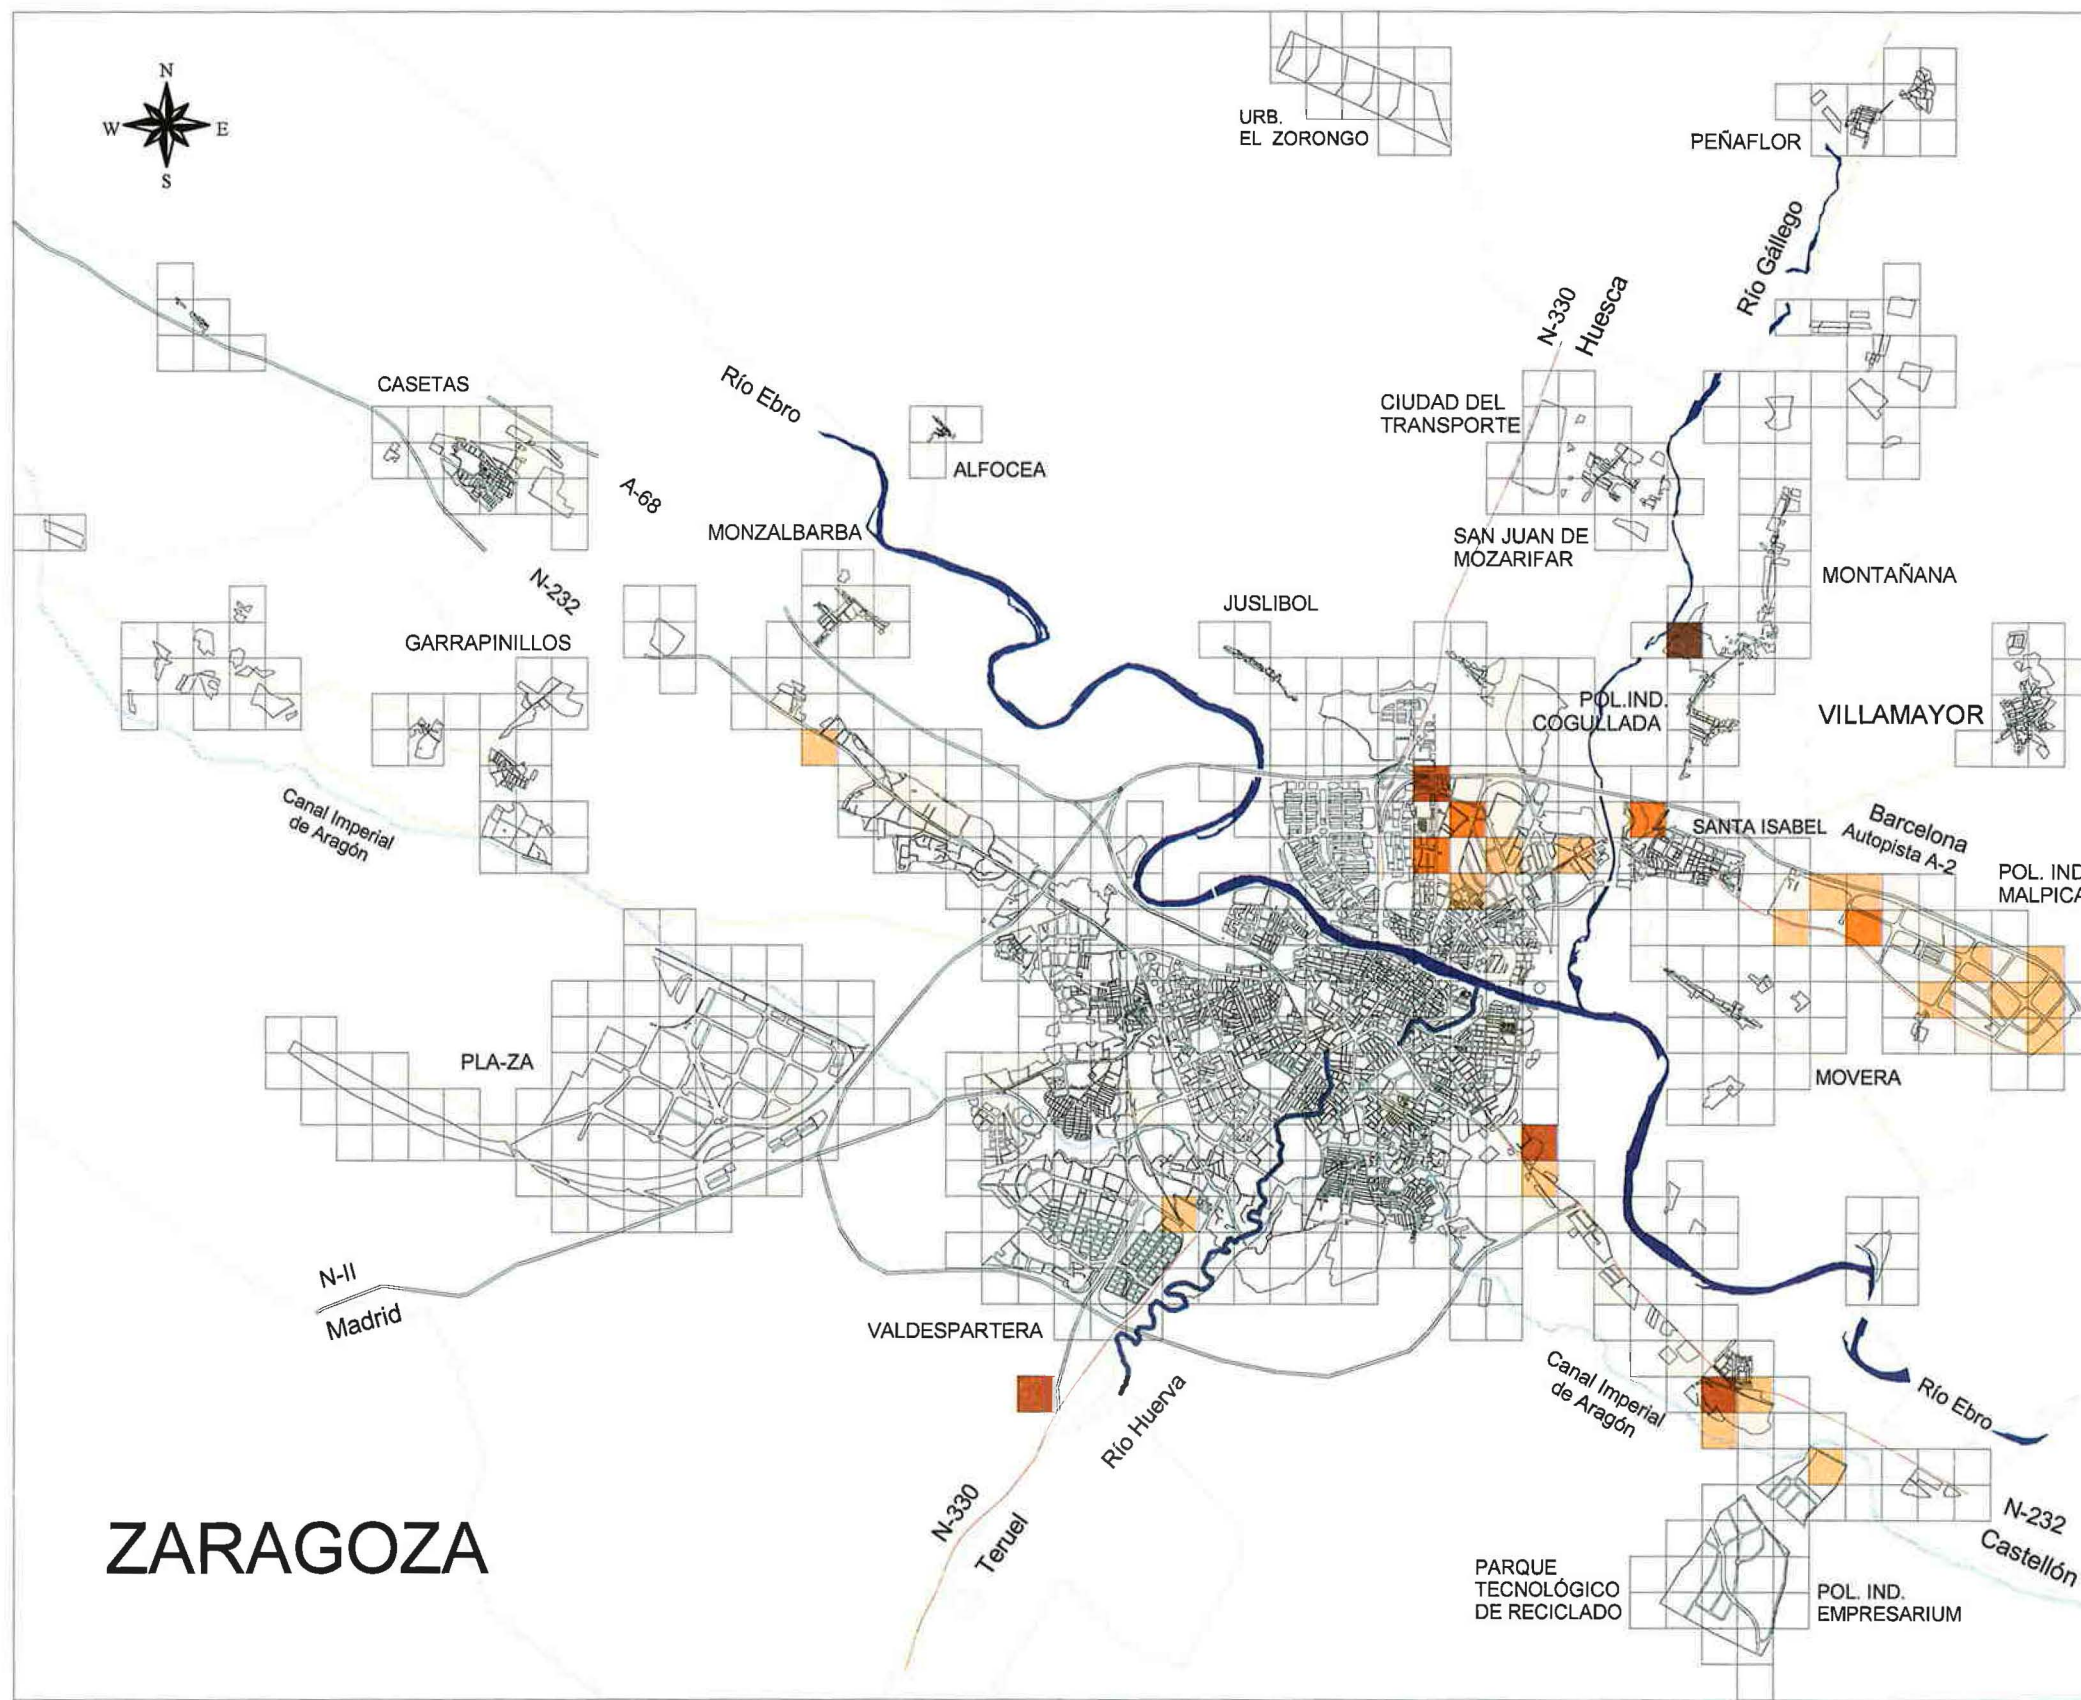 N
W
E
S
URB.
EL ZORONGO
PEÑAFLOR
Río Gállego
N-330
Huesca
CASETAS
Río Ebro
CIUDAD DEL
TRANSPORTE
ALFOCEA
A-68
MONZALBARBA
SAN JUAN DE
MOZARIFAR
N-232
MONTAÑANA
JUSLIBOL
GARRAPINILLOS
POL.IND.
COGULLADA
VILLAMAYOR
Canal Imperial
de Aragón
SANTA ISABEL
Barcelona
Autopista A-2
POL. IND
MALPICA
PLA-ZA
MOVERA
N-II
Madrid
VALDESPARTERA
Río Huerva
Canal Imperial
de Aragón
Río Ebro
N-330
Teruel
ZARAGOZA
N-232
Castellón
PARQUE
TECNOLÓGICO
DE RECICLADO
POL. IND.
EMPRESARIUM